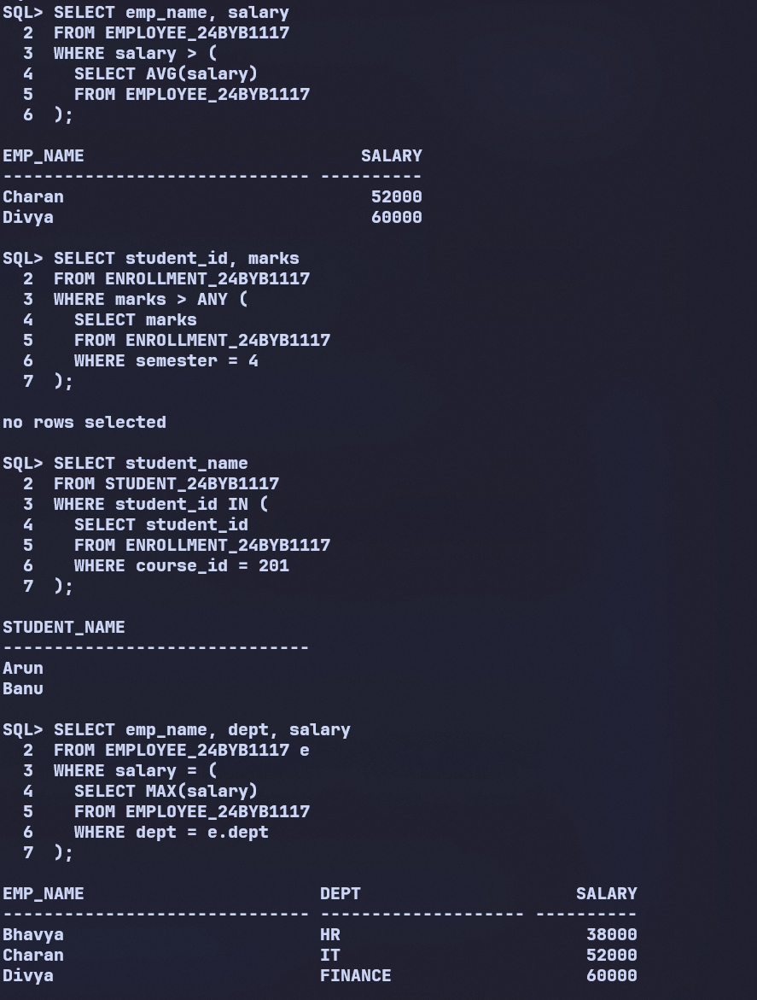 SQL> SELECT emp_name, salary
  2  FROM EMPLOYEE_24BYB1117
  3  WHERE salary > (
  4    SELECT AVG(salary)
  5    FROM EMPLOYEE_24BYB1117
  6  );

EMP_NAME                           SALARY
------------------------------ ----------
Charan                              52000
Divya                               60000

SQL> SELECT student_id, marks
  2  FROM ENROLLMENT_24BYB1117
  3  WHERE marks > ANY (
  4    SELECT marks
  5    FROM ENROLLMENT_24BYB1117
  6    WHERE semester = 4
  7  );

no rows selected

SQL> SELECT student_name
  2  FROM STUDENT_24BYB1117
  3  WHERE student_id IN (
  4    SELECT student_id
  5    FROM ENROLLMENT_24BYB1117
  6    WHERE course_id = 201
  7  );

STUDENT_NAME
------------------------------
Arun
Banu

SQL> SELECT emp_name, dept, salary
  2  FROM EMPLOYEE_24BYB1117 e
  3  WHERE salary = (
  4    SELECT MAX(salary)
  5    FROM EMPLOYEE_24BYB1117
  6    WHERE dept = e.dept
  7  );

EMP_NAME                       DEPT                     SALARY
------------------------------ -------------------- ----------
Bhavya                         HR                        38000
Charan                         IT                        52000
Divya                          FINANCE                   60000